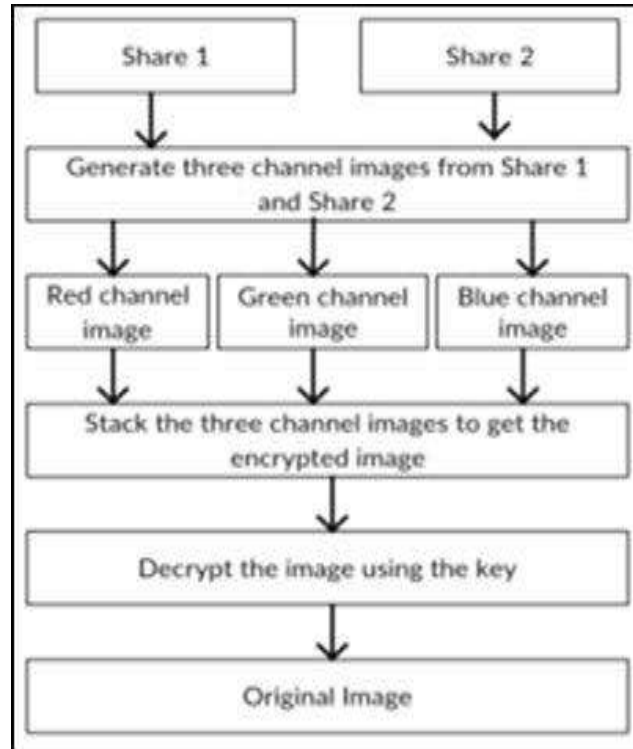 Share 1
Share 2
Generate three channel images from Share 1
and Share 2
Red channel
image
Green channel
image
Blue channel
image
Stack the three channel images to get the
encrypted image
Decrypt the image using the key
Original Image